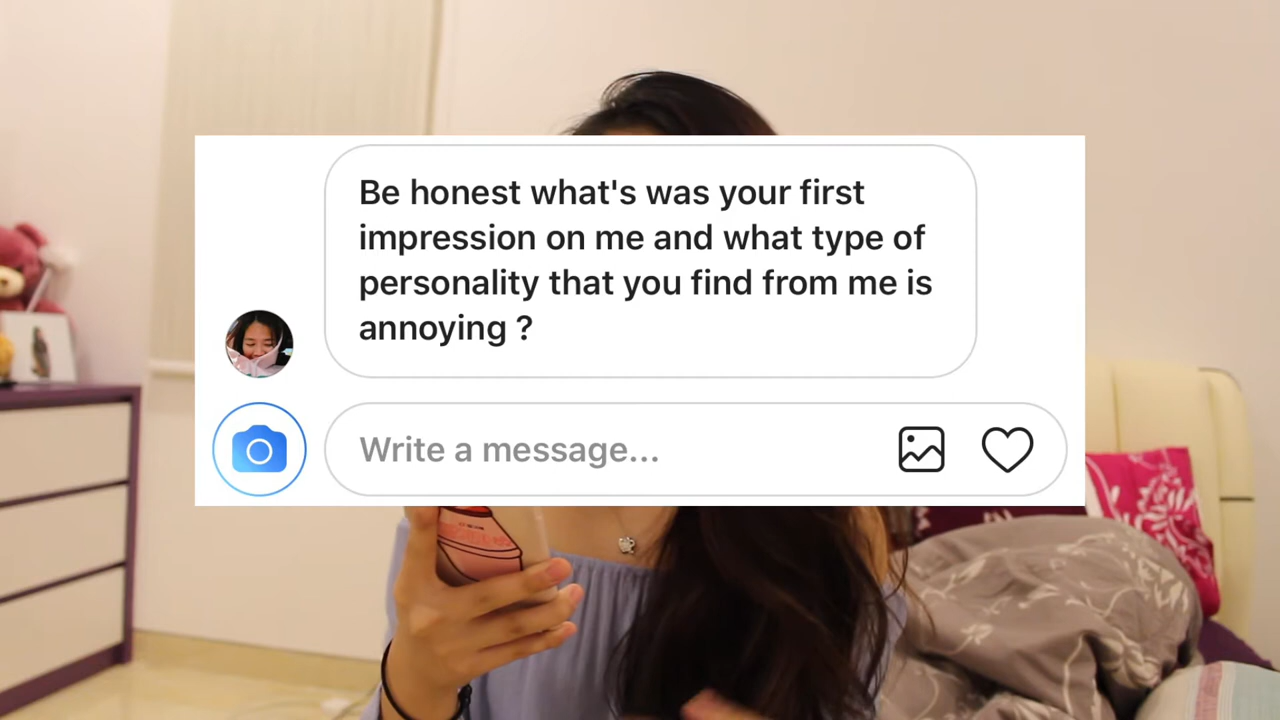 Be honest what's was your first
impression on me and what type of
personality that you find from me is
annoying ?
Write a message...